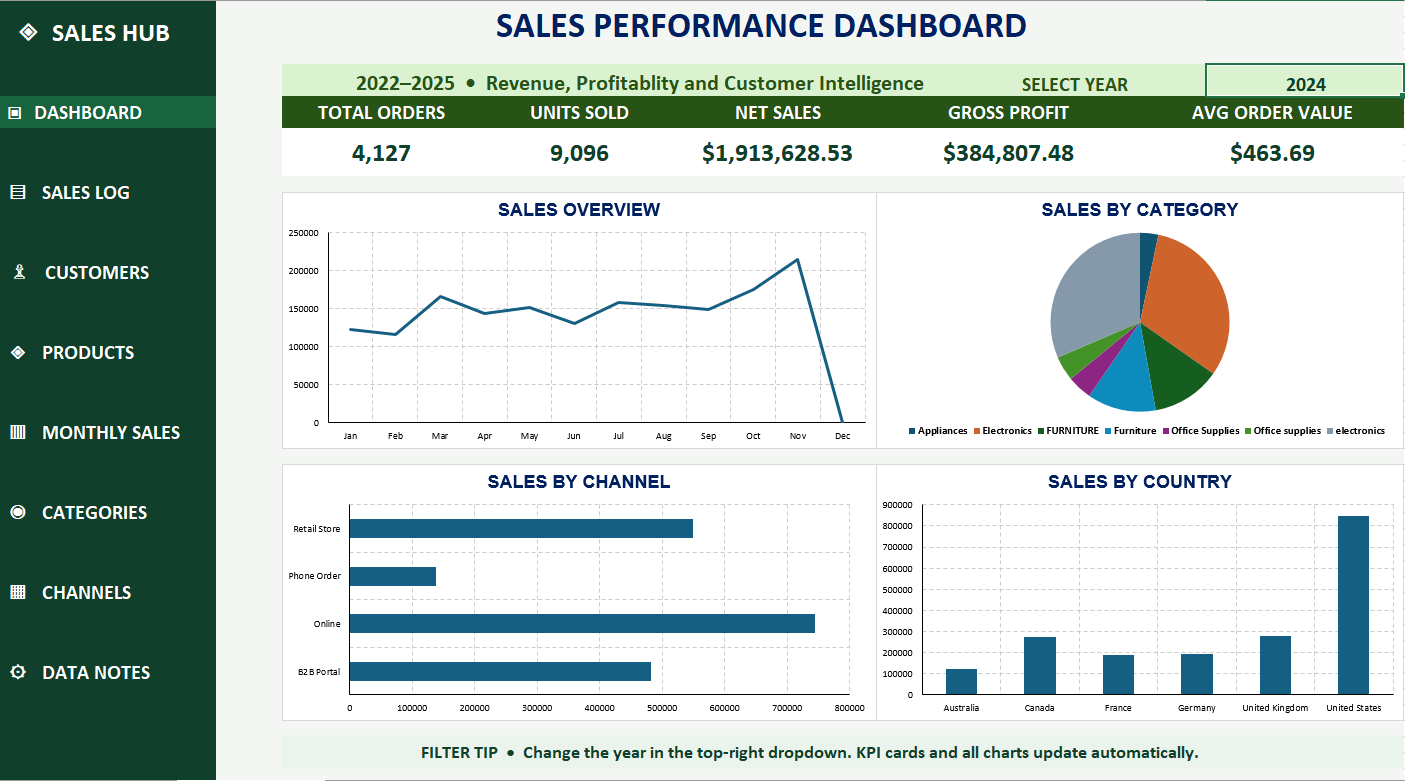 SALES HUB
DASHBOARD
SALES LOG
CUSTOMERS
PRODUCTS
MONTHLY SALES
CATEGORIES
CHANNELS
DATA NOTES
SALES PERFORMANCE DASHBOARD
2022–2025 • Revenue, Profitablity and Customer Intelligence
SELECT YEAR
2024
TOTAL ORDERS UNITS SOLD NET SALES GROSS PROFIT AVG ORDER VALUE
4,127 9,096 $1,913,628.53 $384,807.48 $463.69
SALES OVERVIEW
250000
200000
150000
100000
50000
0
Jan Feb Mar Apr May Jun Jul Aug Sep Oct Nov Dec
SALES BY CATEGORY
Appliances Electronics FURNITURE Furniture Office Supplies Office supplies electronics
SALES BY CHANNEL
Retail Store
Phone Order
Online
B2B Portal
0 100000 200000 300000 400000 500000 600000 700000 800000
SALES BY COUNTRY
900000
800000
700000
600000
500000
400000
300000
200000
100000
0
Australia Canada France Germany United Kingdom United States
FILTER TIP • Change the year in the top-right dropdown. KPI cards and all charts update automatically.